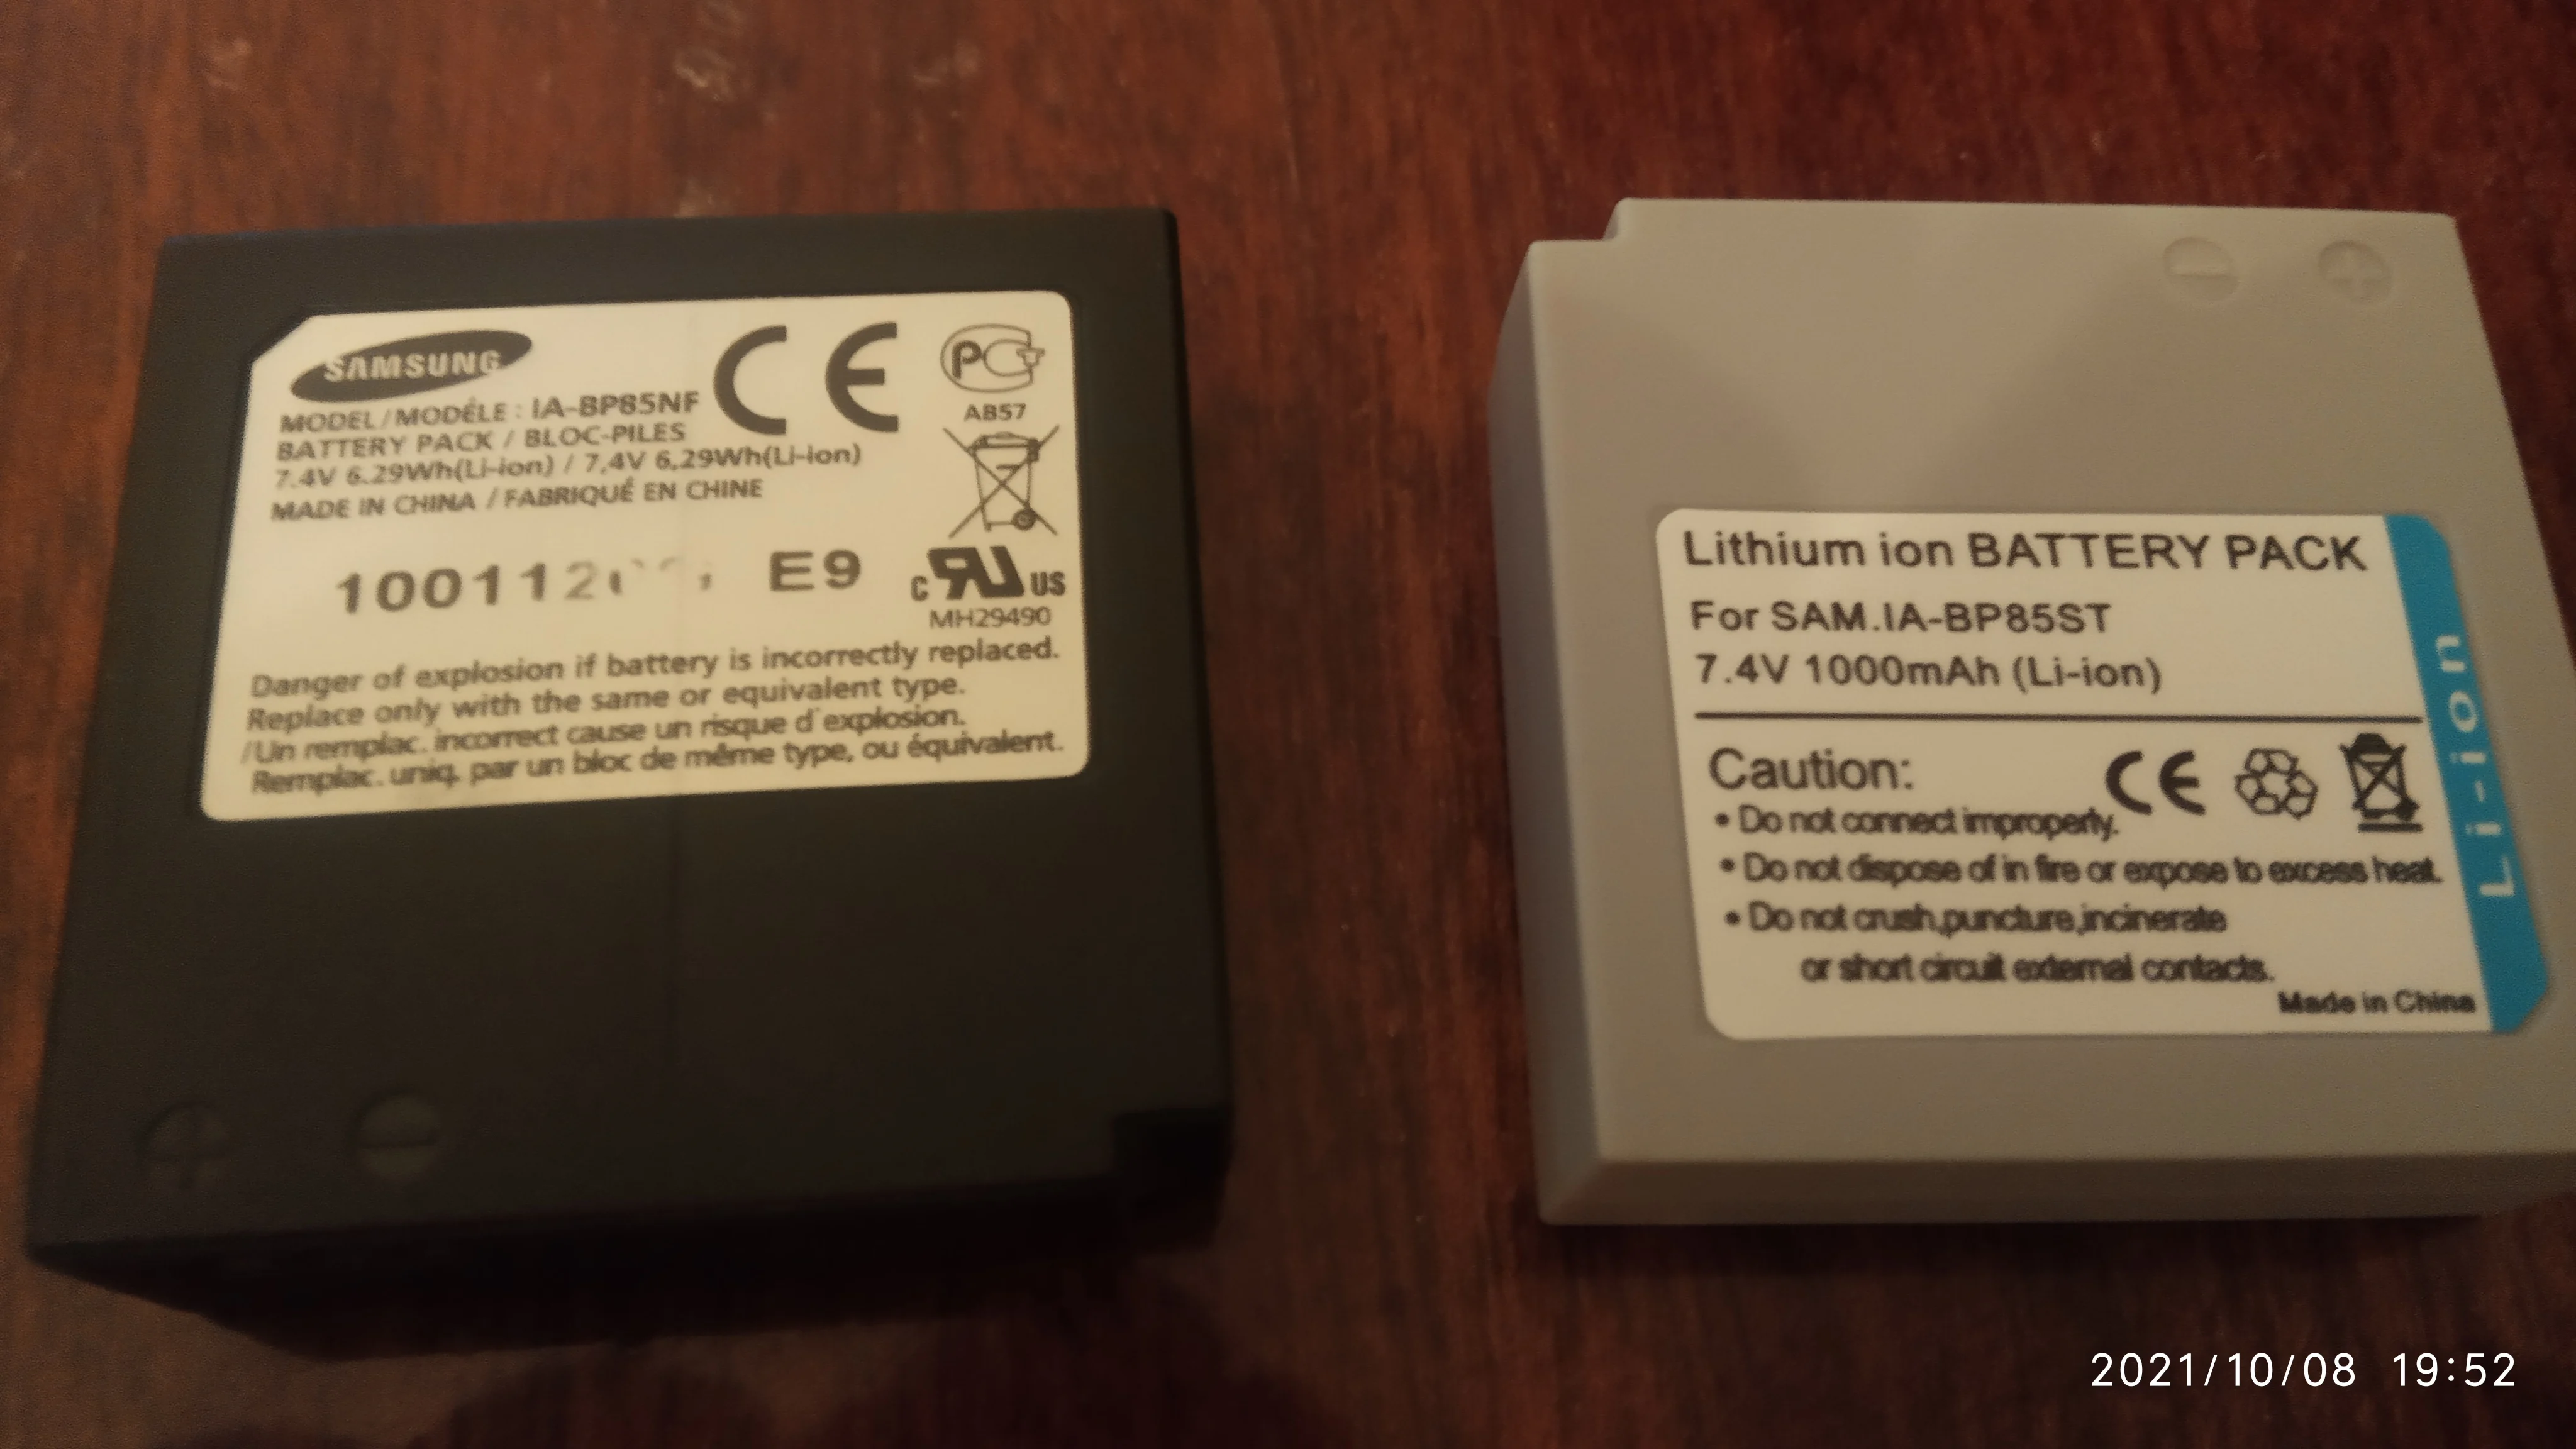 SAMSUNG
MODEL/MODÈLE : IA-BP85NF
BATTERY PACK / BLOC-PILES
7.4V 6.29Wh(Li-ion) / 7,4V 6,29Wh(Li-ion)
MADE IN CHINA / FABRIQUÉ EN CHINE
CE
PC
AB57
E9
c RU US
MH29490
Danger of explosion if battery is incorrectly replaced.
Replace only with the same or equivalent type.
/Un remplac. incorrect cause un risque d'explosion.
Remplac. uniq. par un bloc de même type, ou équivalent.
Lithium ion BATTERY PACK
For SAM.IA-BP85ST
7.4V 1000mAh (Li-ion)
Caution:
CE
• Do not connect improperly.
• Do not dispose of in fire or expose to excess heat.
• Do not crush,puncture,incinerate
or short circuit external contacts.
Made in China
Li-ion
2021/10/08 19:52